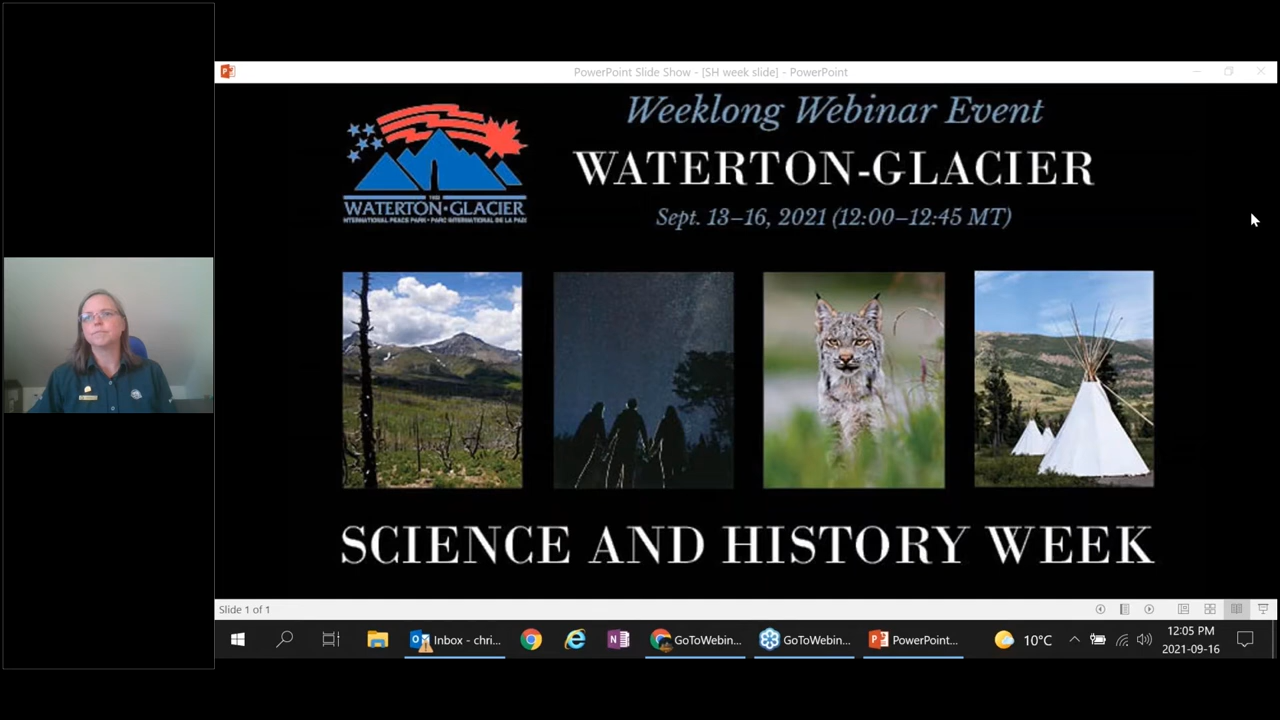 PowerPoint Slide Show - [SH week slide] - PowerPoint
Weeklong Webinar Event
WATERTON-GLACIER
Sept. 13–16, 2021 (12:00–12:45 MT)
1932
WATERTON•GLACIER
INTERNATIONAL PEACE PARK • PARC INTERNATIONAL DE LA PAIX
SCIENCE AND HISTORY WEEK
Slide 1 of 1
Inbox - chri...
GoToWebin...
GoToWebin...
PowerPoint...
10°C
12:05 PM
2021-09-16